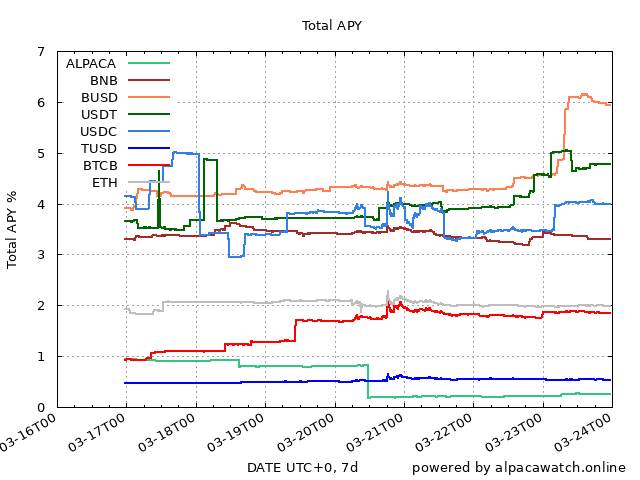 Total APY
7
6
5
4
3
2
1
0
Total APY %
ALPACA
BNB
BUSD
USDT
USDC
TUSD
BTCB
ETH
03-16T00
03-17T00
03-18T00
03-19T00
03-20T00
03-21T00
03-22T00
03-23T00
03-24T00
DATE UTC+0, 7d
powered by alpacawatch.online